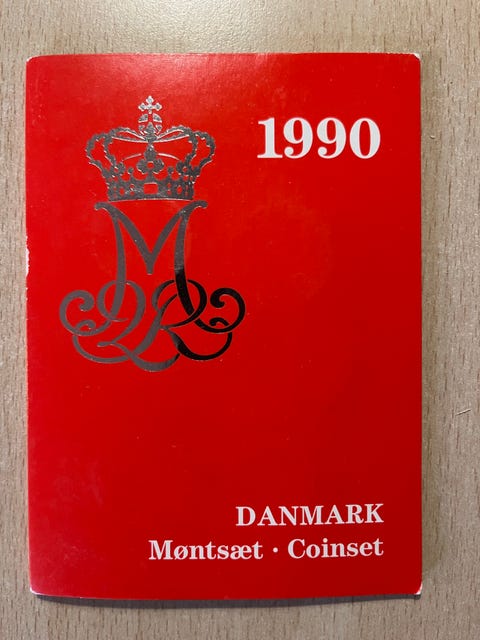 1990
DANMARK
Møntsæt · Coinset